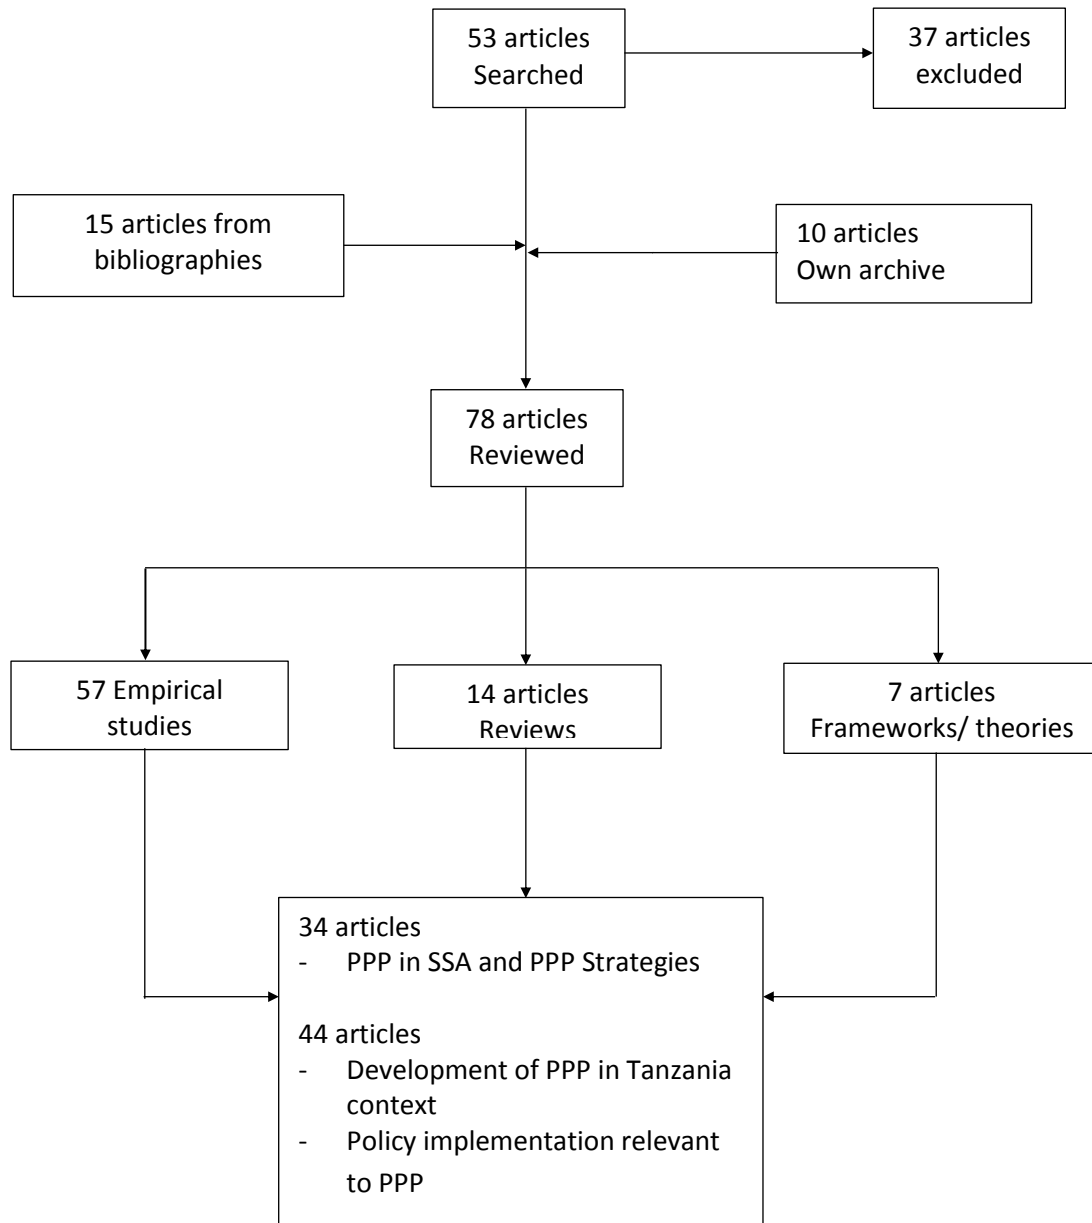 53 articles
Searched
37 articles
excluded
15 articles from
bibliographies
10 articles
Own archive
78 articles
Reviewed
57 Empirical
studies
14 articles
Reviews
7 articles
Frameworks/ theories
34 articles
- PPP in SSA and PPP Strategies
44 articles
- Development of PPP in Tanzania
context
- Policy implementation relevant
to PPP